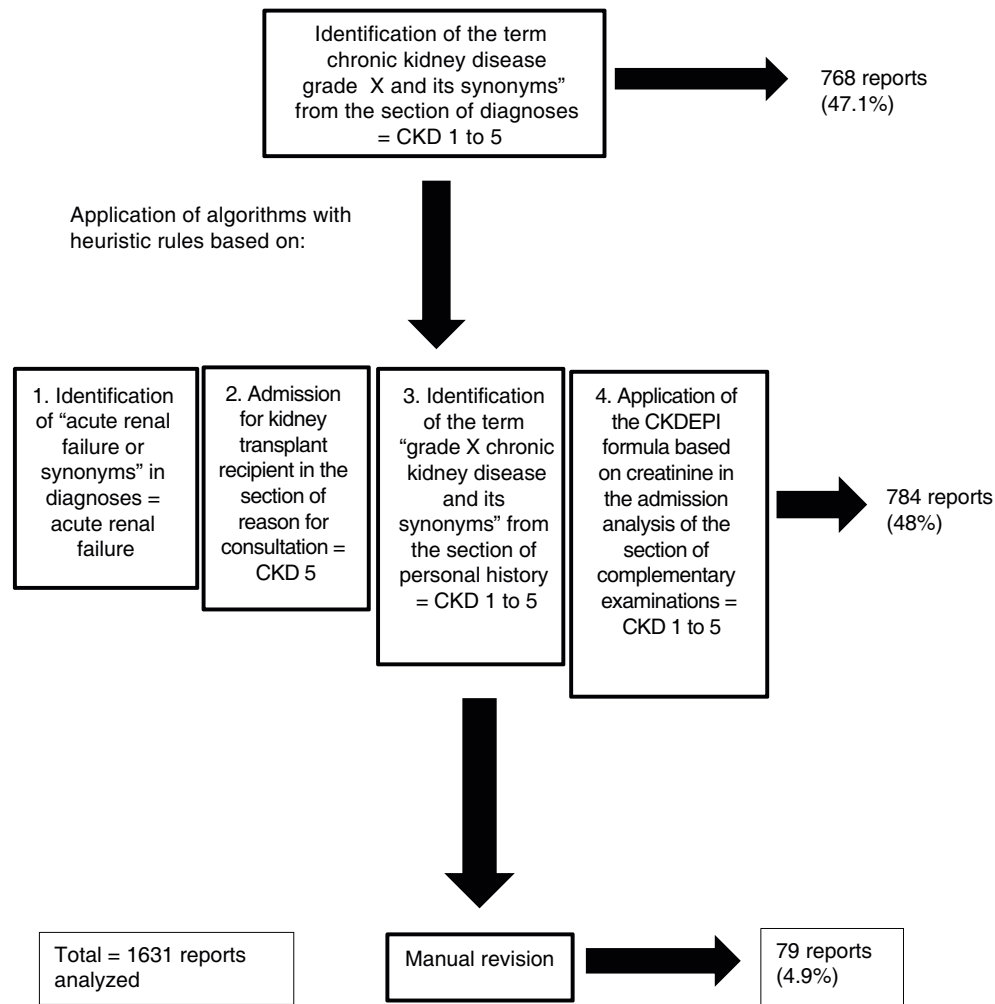 Identification of the term
chronic kidney disease
grade X and its synonyms”
from the section of diagnoses
= CKD 1 to 5
768 reports
(47.1%)
Application of algorithms with
heuristic rules based on:
1. Identification
of “acute renal
failure or
synonyms” in
diagnoses =
acute renal
failure
2. Admission
for kidney
transplant
recipient in the
section of
reason for
consultation =
CKD 5
3. Identification
of the term
“grade X chronic
kidney disease
and its
synonyms” from
the section of
personal history
= CKD 1 to 5
4. Application of
the CKDEPI
formula based
on creatinine in
the admission
analysis of the
section of
complementary
examinations =
CKD 1 to 5
784 reports
(48%)
Total = 1631 reports
analyzed
Manual revision
79 reports
(4.9%)